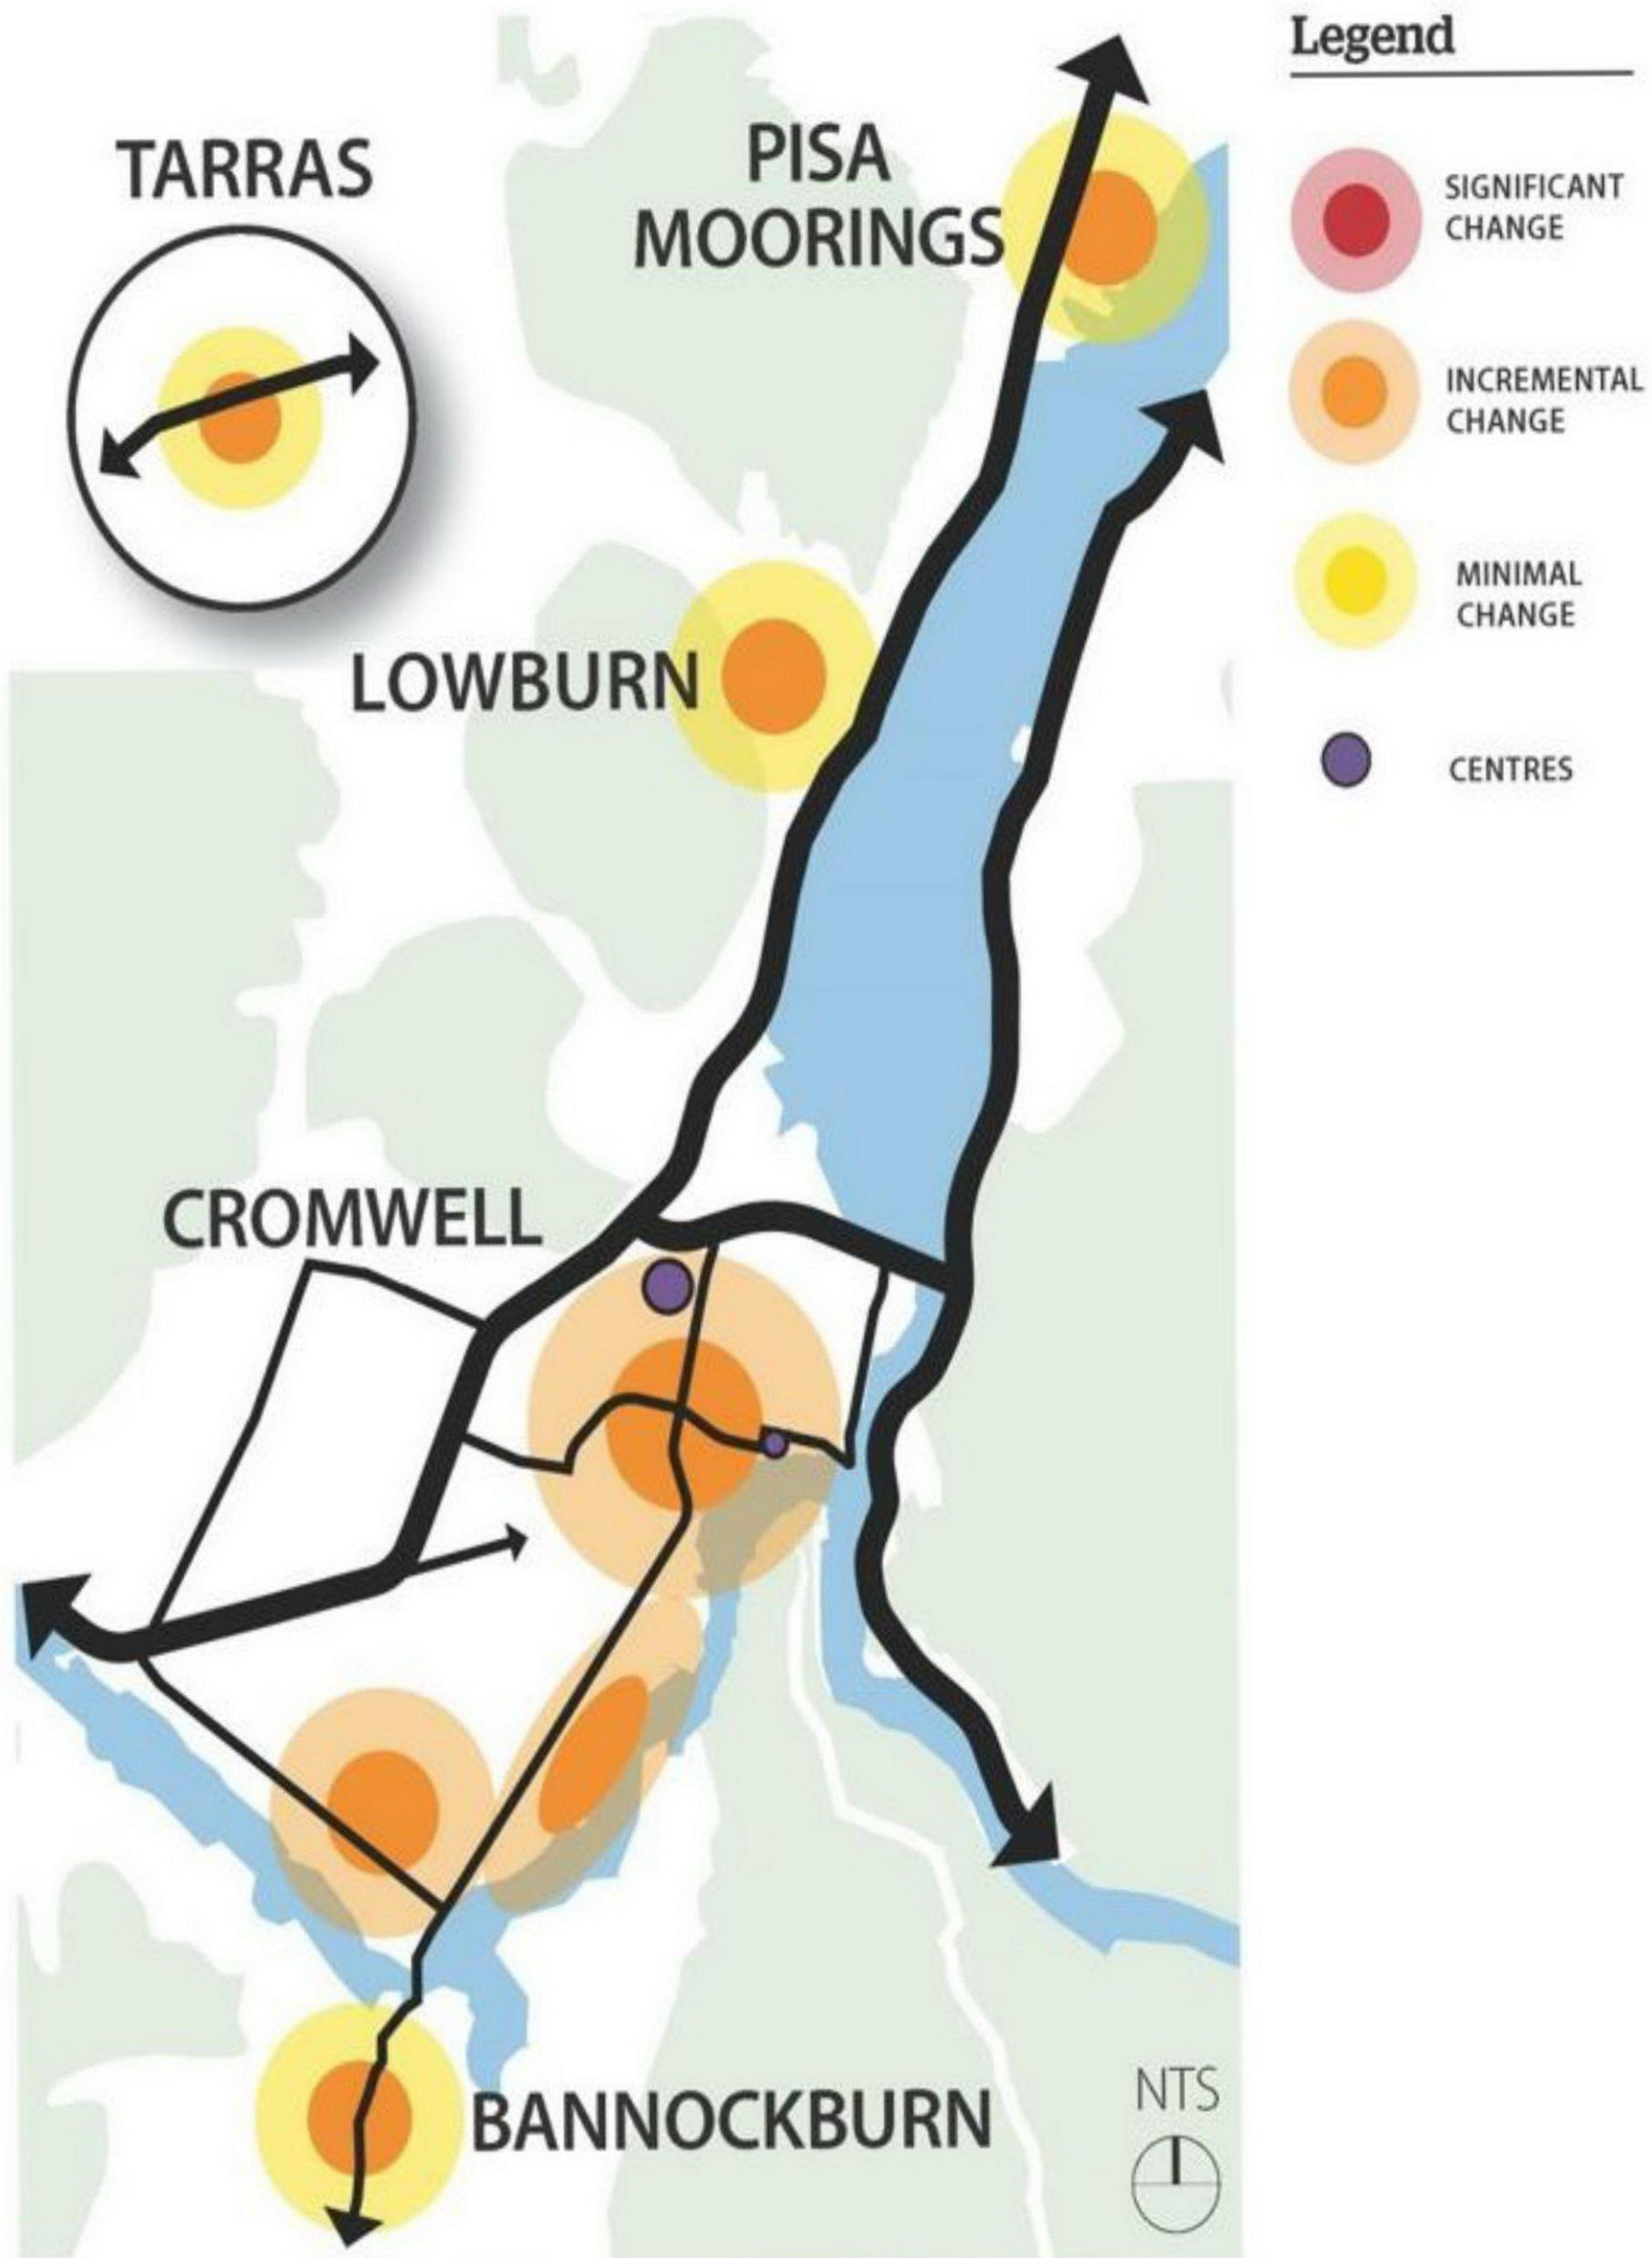 Legend
SIGNIFICANT
CHANGE
INCREMENTAL
CHANGE
MINIMAL
CHANGE
CENTRES
TARRAS
PISA
MOORINGS
LOWBURN
CROMWELL
BANNOCKBURN
NTS